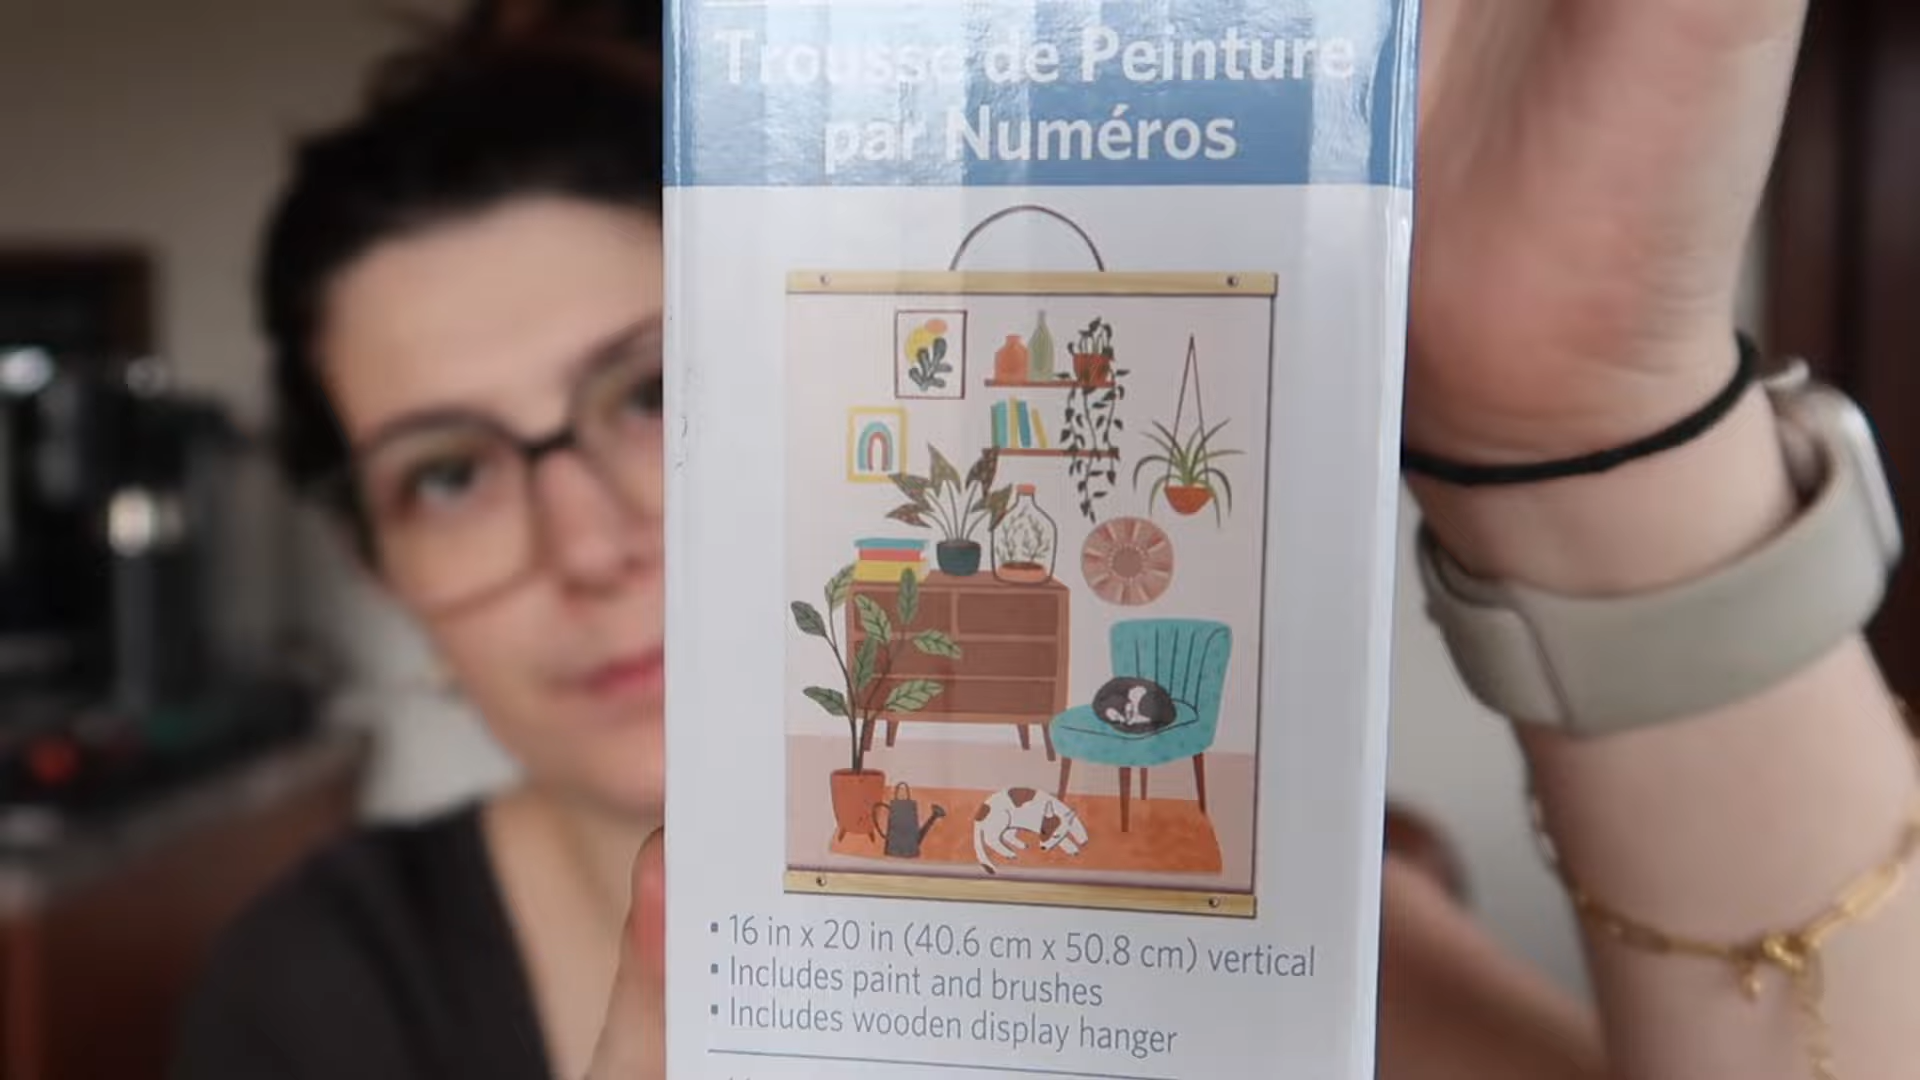 Trousse de Peinture
par Numéros
▪ 16 in x 20 in (40.6 cm x 50.8 cm) vertical
▪ Includes paint and brushes
▪ Includes wooden display hanger